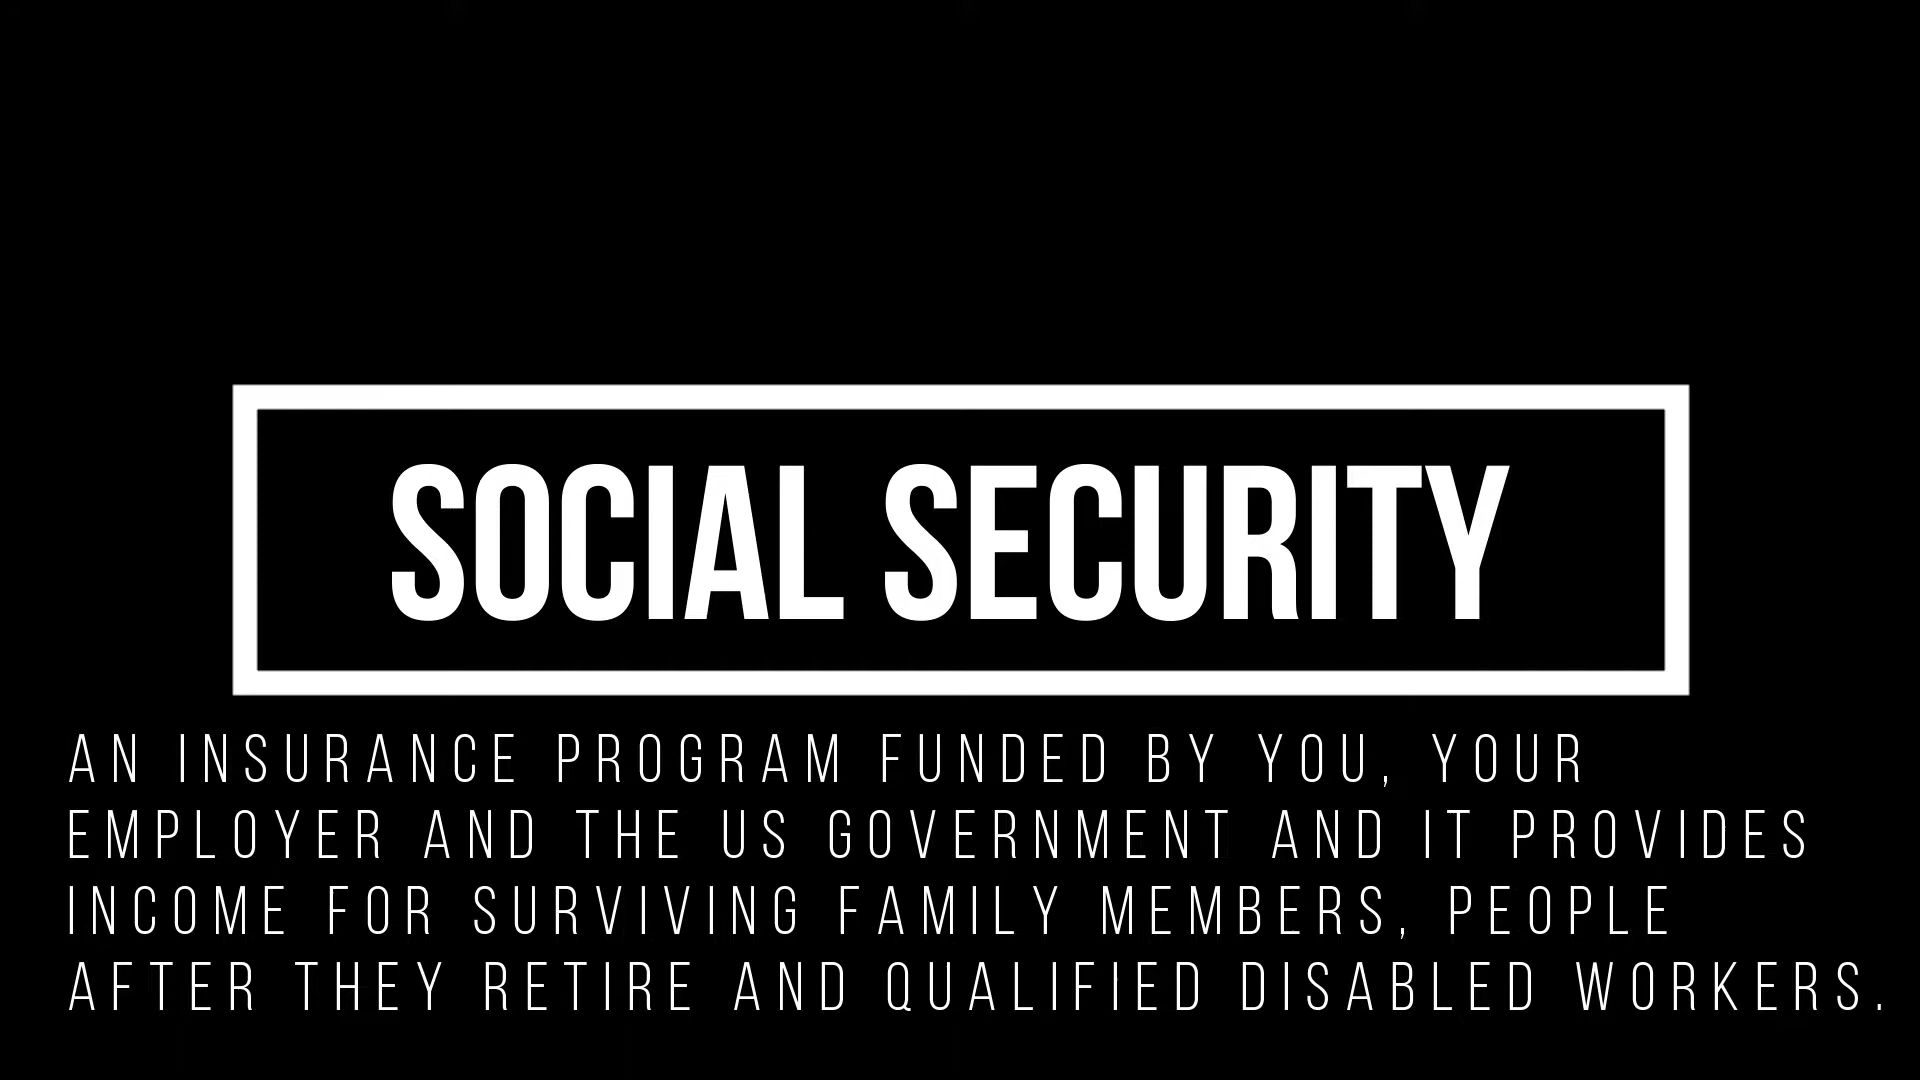 SOCIAL SECURITY
AN INSURANCE PROGRAM FUNDED BY YOU, YOUR
EMPLOYER AND THE US GOVERNMENT AND IT PROVIDES
INCOME FOR SURVIVING FAMILY MEMBERS, PEOPLE
AFTER THEY RETIRE AND QUALIFIED DISABLED WORKERS.